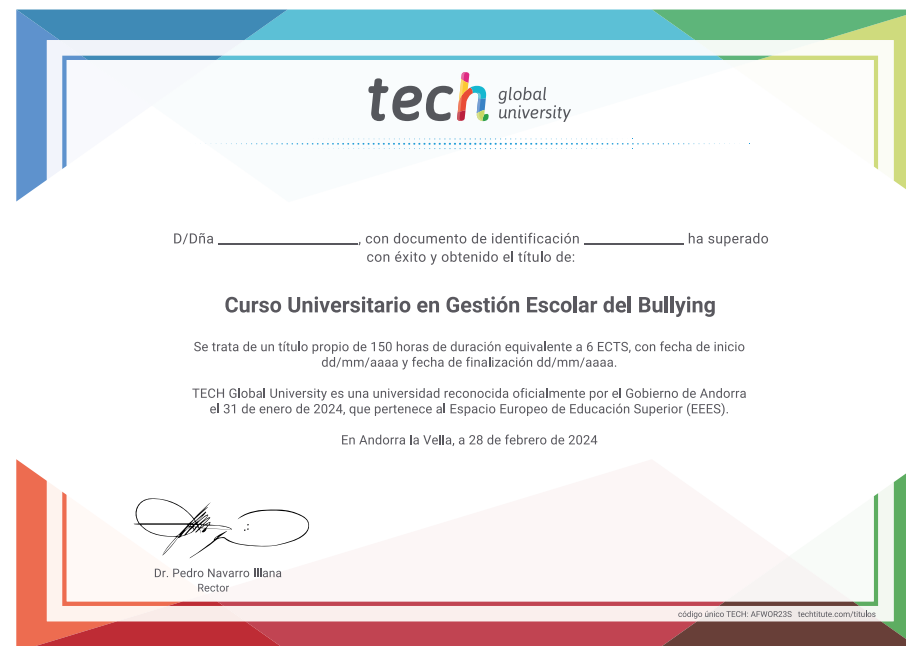 tech global university
D/Dña ____________________, con documento de identificación ______________ ha superado
con éxito y obtenido el título de:
Curso Universitario en Gestión Escolar del Bullying
Se trata de un título propio de 150 horas de duración equivalente a 6 ECTS, con fecha de inicio
dd/mm/aaaa y fecha de finalización dd/mm/aaaa.
TECH Global University es una universidad reconocida oficialmente por el Gobierno de Andorra
el 31 de enero de 2024, que pertenece al Espacio Europeo de Educación Superior (EEES).
En Andorra la Vella, a 28 de febrero de 2024
Dr. Pedro Navarro Illana
Rector
código único TECH: AFWOR23S techtitute.com/titulos